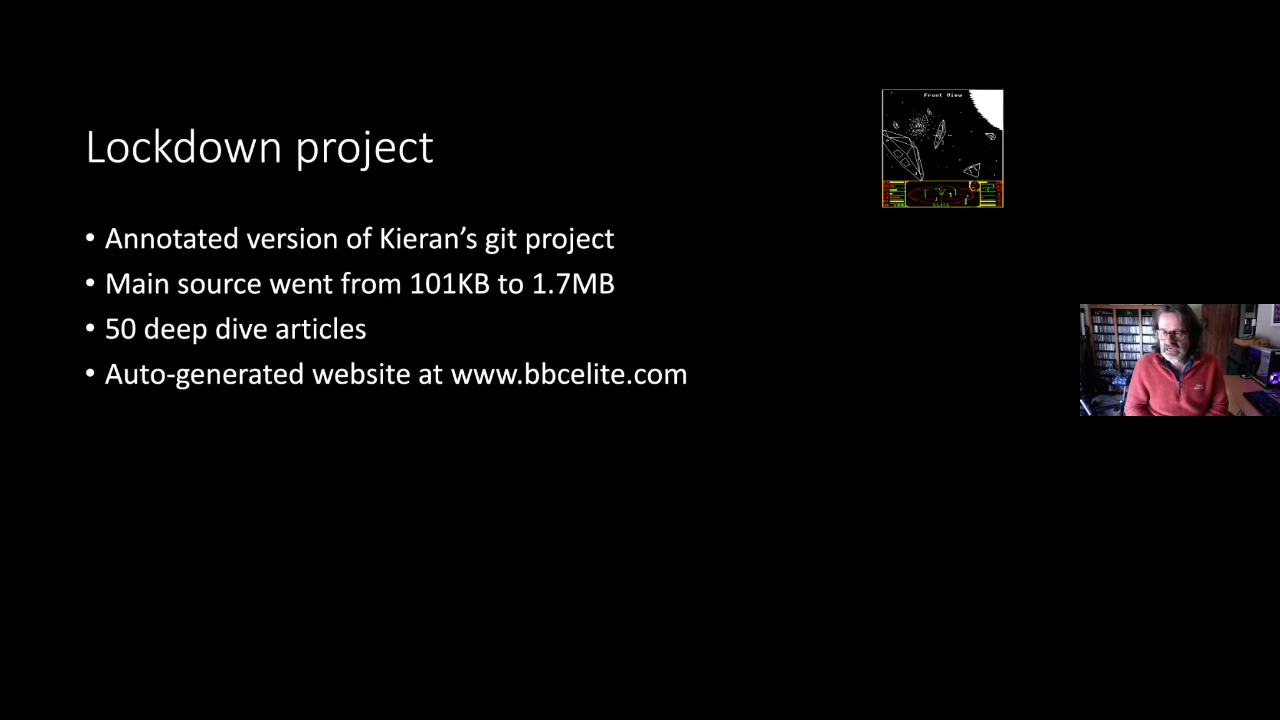 Front View
Lockdown project
• Annotated version of Kieran’s git project
• Main source went from 101KB to 1.7MB
• 50 deep dive articles
• Auto-generated website at www.bbcelite.com
ELITE